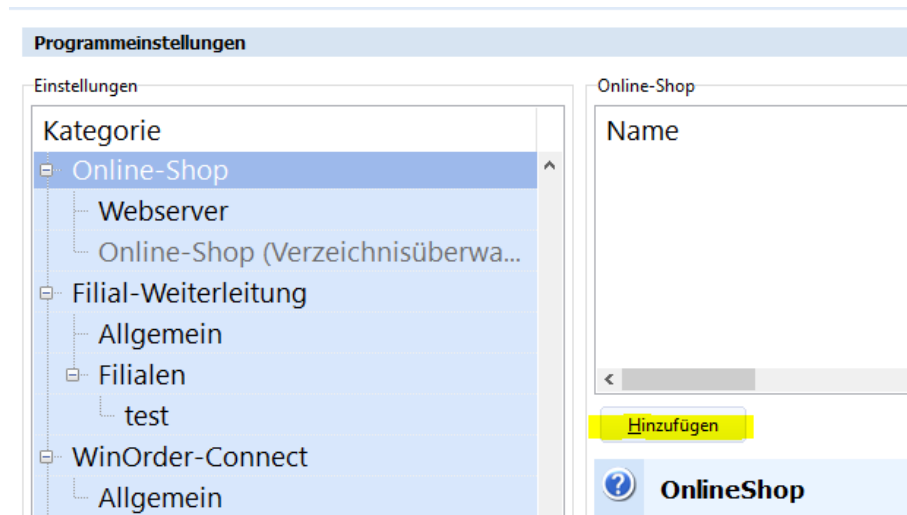 Programmeinstellungen
Einstellungen
Kategorie
Online-Shop
Webserver
Online-Shop (Verzeichnisüberwa...
Filial-Weiterleitung
Allgemein
Filialen
test
WinOrder-Connect
Allgemein
Online-Shop
Name
Hinzufügen
OnlineShop